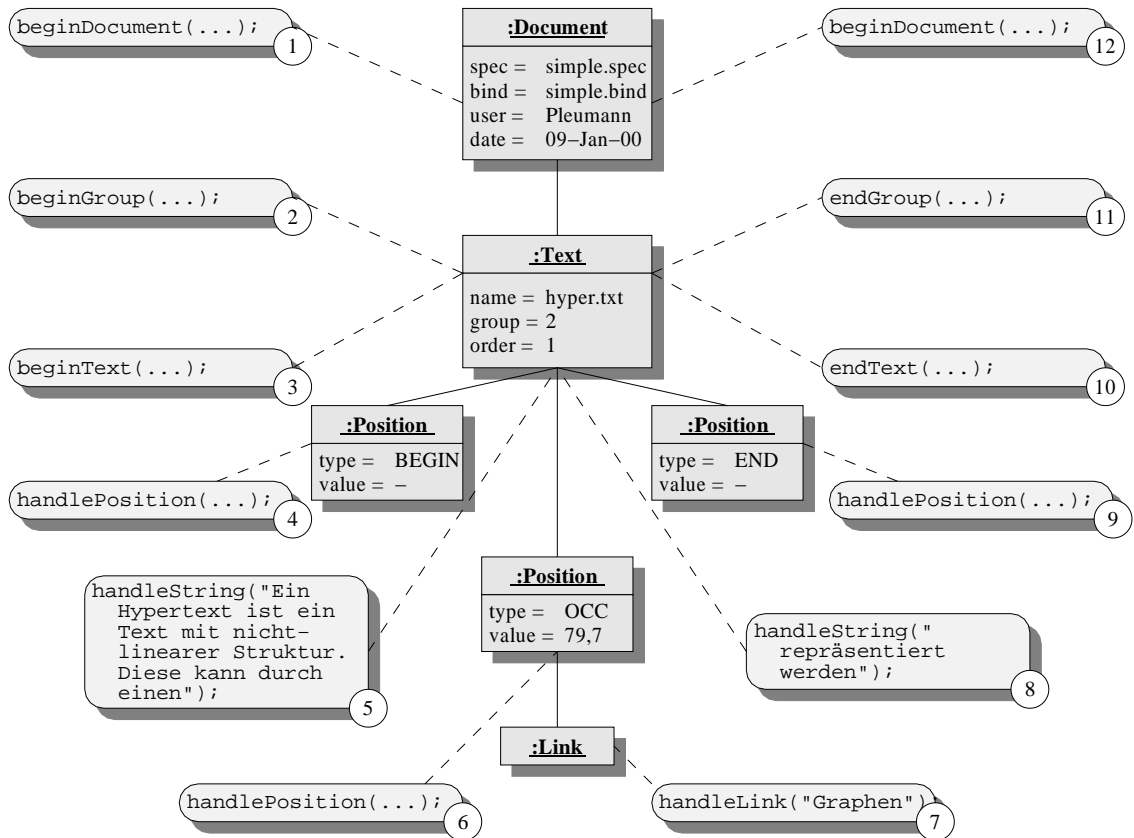 beginDocument(...);
1
:Document
spec = simple.spec
bind = simple.bind
user = Pleumann
date = 09−Jan−00
beginDocument(...);
12
beginGroup(...);
2
endGroup(...);
11
:Text
name = hyper.txt
group = 2
order = 1
beginText(...);
3
endText(...);
10
:Position
type = BEGIN
value = −
:Position
type = END
value = −
handlePosition(...);
4
handlePosition(...);
9
:Position
type = OCC
value = 79,7
handleString("Ein
Hypertext ist ein
Text mit nicht−
linearer Struktur.
Diese kann durch
einen");
5
handleString("
repräsentiert
werden");
8
:Link
handlePosition(...);
6
handleLink("Graphen")
7